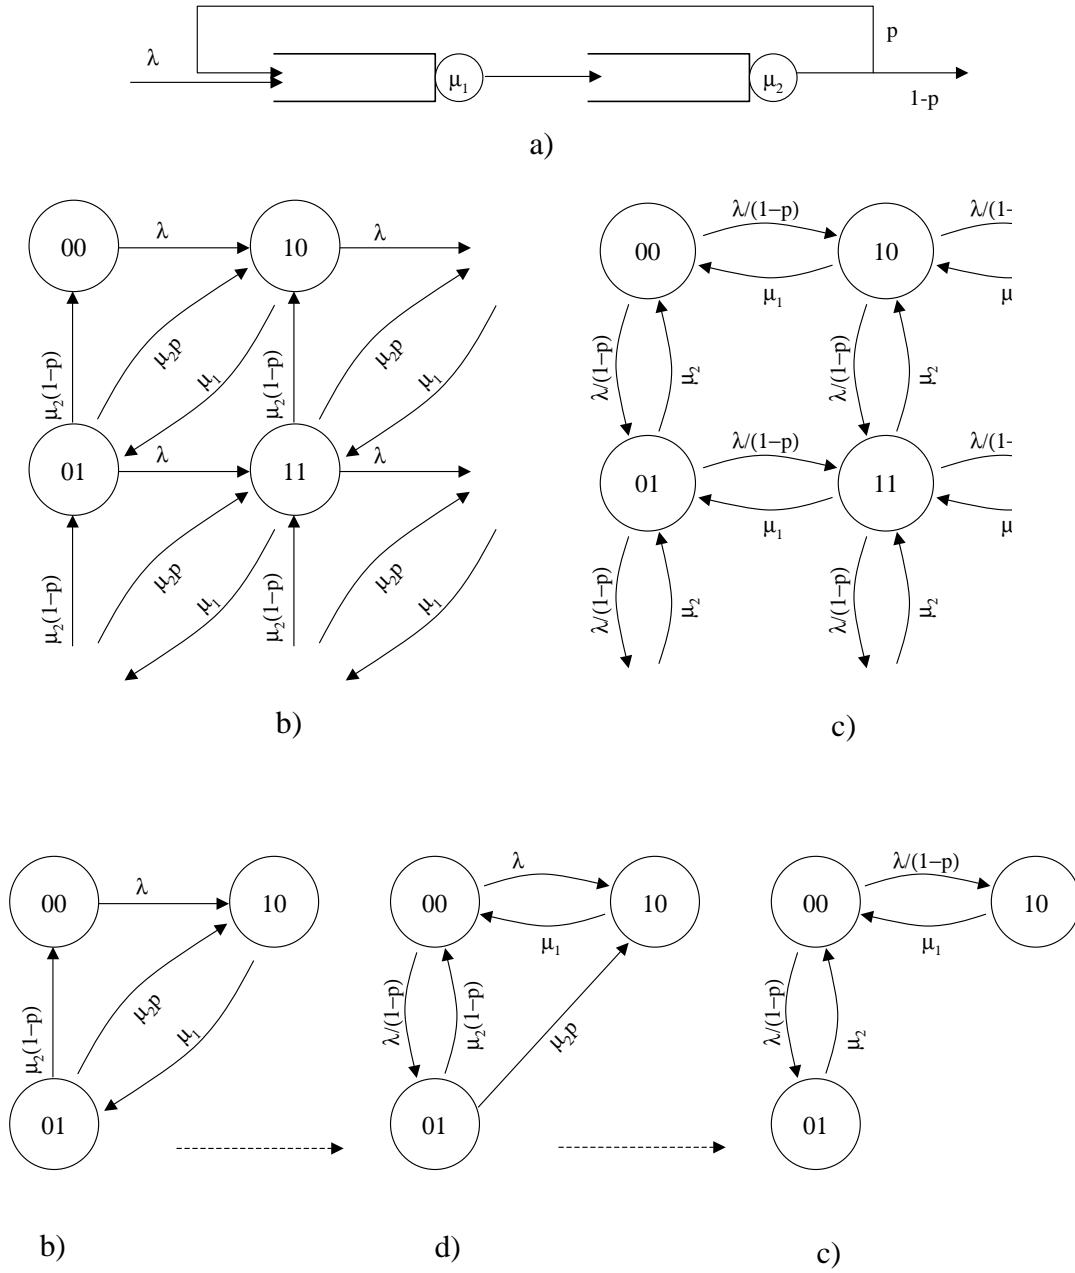 λ
p
μ1
μ2
1-p
a)
00
λ
10
λ
μ2(1−p)
μ2p
μ1
μ2(1−p)
μ2p
μ1
01
λ
11
λ
μ2(1−p)
μ2p
μ1
μ2(1−p)
μ2p
μ1
b)
00
λ/(1−p)
10
λ/(1−
μ1
μ
λ/(1−p)
μ2
λ/(1−p)
μ2
01
λ/(1−p)
11
λ/(1−
μ1
μ
λ/(1−p)
μ2
λ/(1−p)
μ2
c)
00
λ
10
μ2(1−p)
μ2p
μ1
01
b)
00
λ
10
μ1
λ/(1−p)
μ2(1−p)
μ2p
01
d)
00
λ/(1−p)
10
μ1
λ/(1−p)
μ2
01
c)